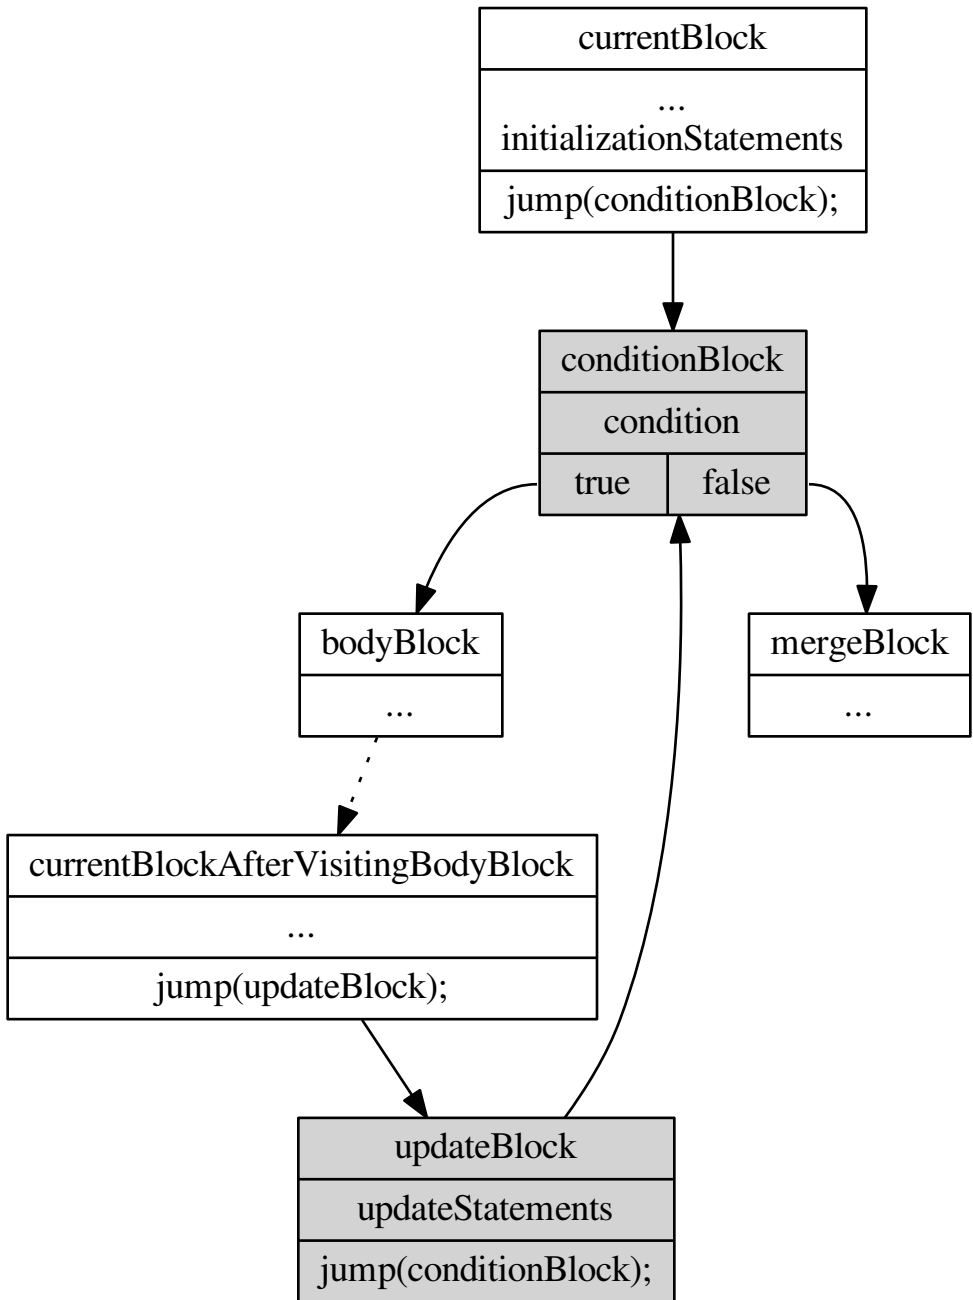 currentBlock
...
initializationStatements
jump(conditionBlock);
conditionBlock
condition
true
false
bodyBlock
...
mergeBlock
...
currentBlockAfterVisitingBodyBlock
...
jump(updateBlock);
updateBlock
updateStatements
jump(conditionBlock);